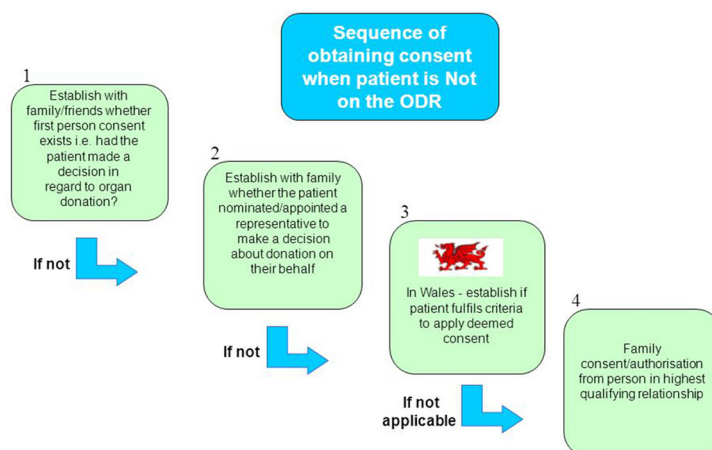 Sequence of
obtaining consent
when patient is Not
on the ODR
1
Establish with
family/friends whether
first person consent
exists i.e. had the
patient made a
decision in
regard to organ
donation?
If not
2
Establish with family
whether the patient
nominated/appointed a
representative to
make a decision
about donation on
their behalf
If not
3
In Wales - establish if
patient fulfils criteria
to apply deemed
consent
If not
applicable
4
Family
consent/authorisation
from person in highest
qualifying relationship